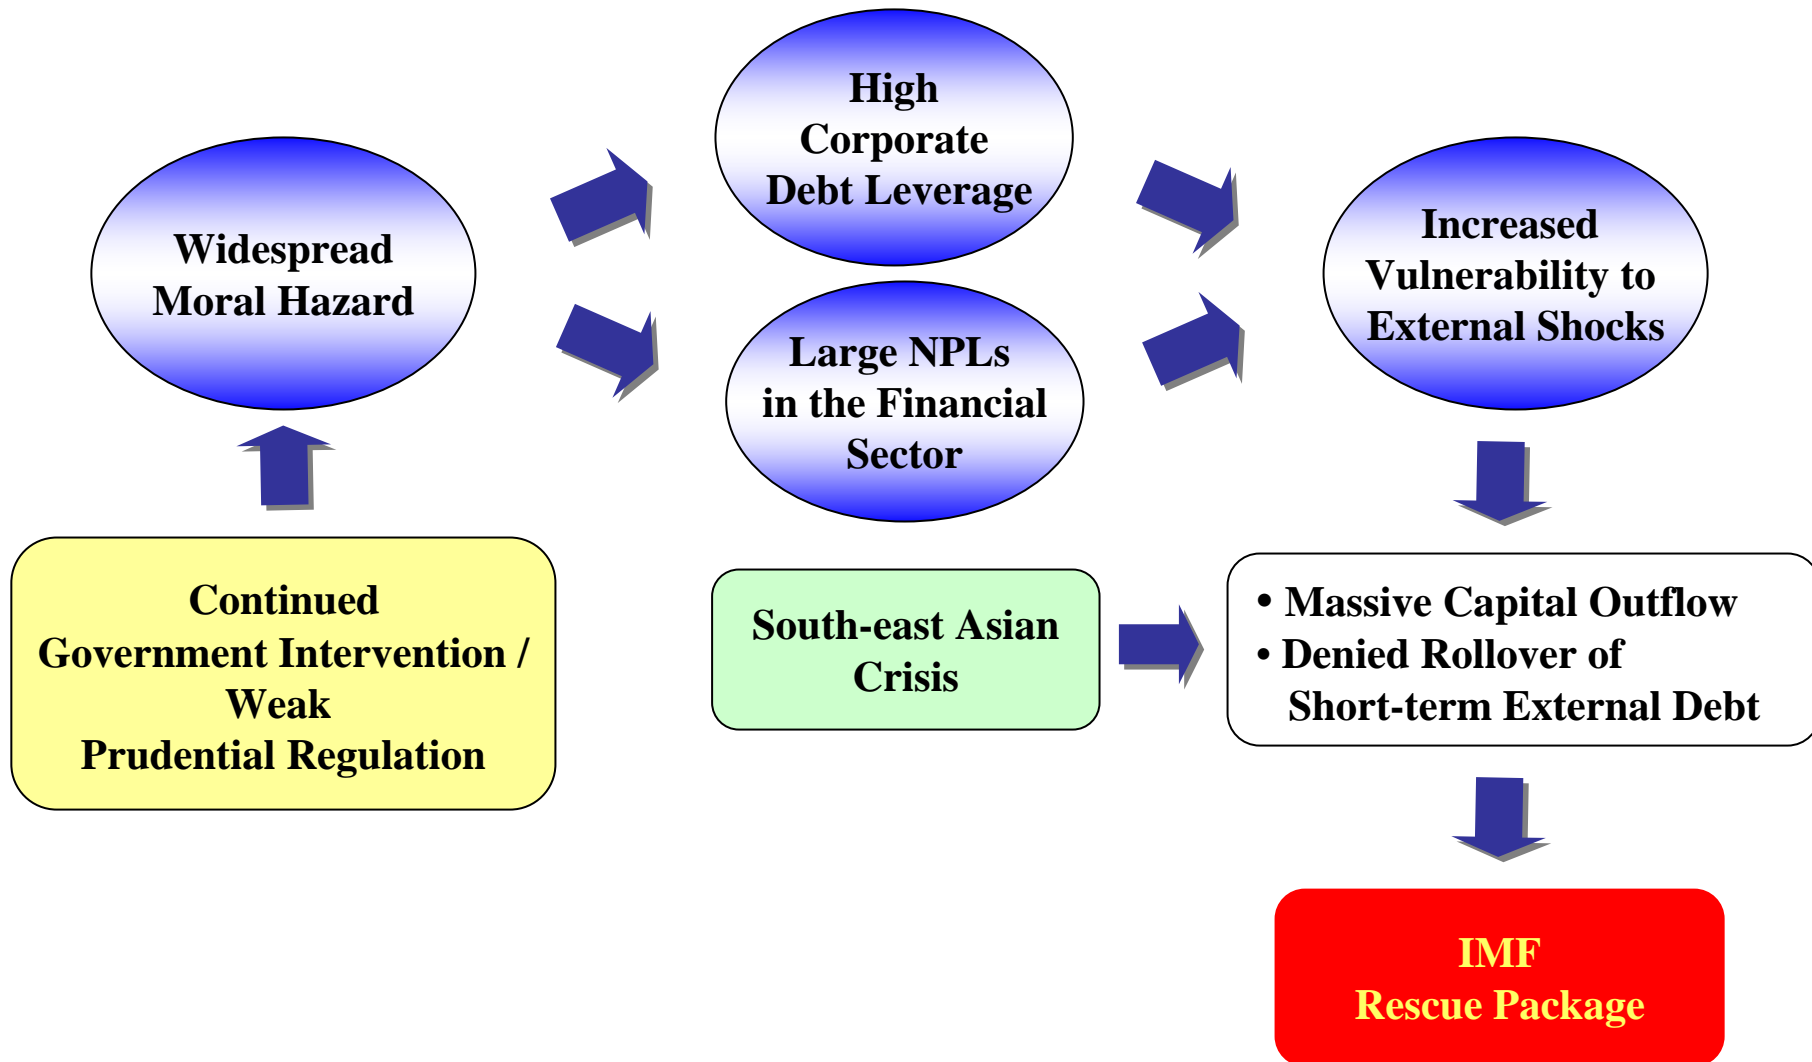 High
Corporate
Debt Leverage
Widespread
Moral Hazard
Increased
Vulnerability to
External Shocks
Large NPLs
in the Financial
Sector
Continued
Government Intervention /
Weak
Prudential Regulation
South-east Asian
Crisis
• Massive Capital Outflow
• Denied Rollover of
Short-term External Debt
IMF
Rescue Package